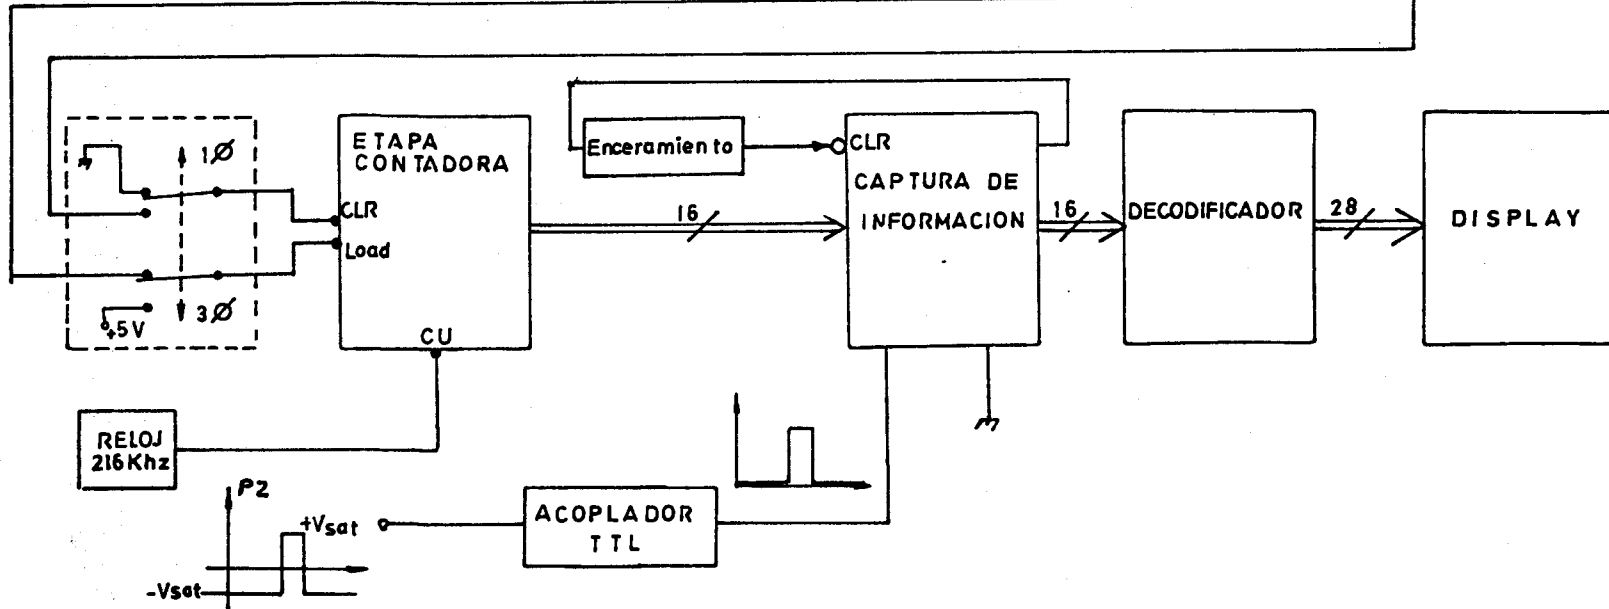 1Ø
3Ø
+5V
ETAPA
CONTADORA
CLR
Load
CU
16
Enceramiento
CLR
CAPTURA DE
INFORMACION
16
DECODIFICADOR
28
DISPLAY
RELOJ
216Khz
P2
+Vsat
-Vsat
ACOPLADOR
TTL